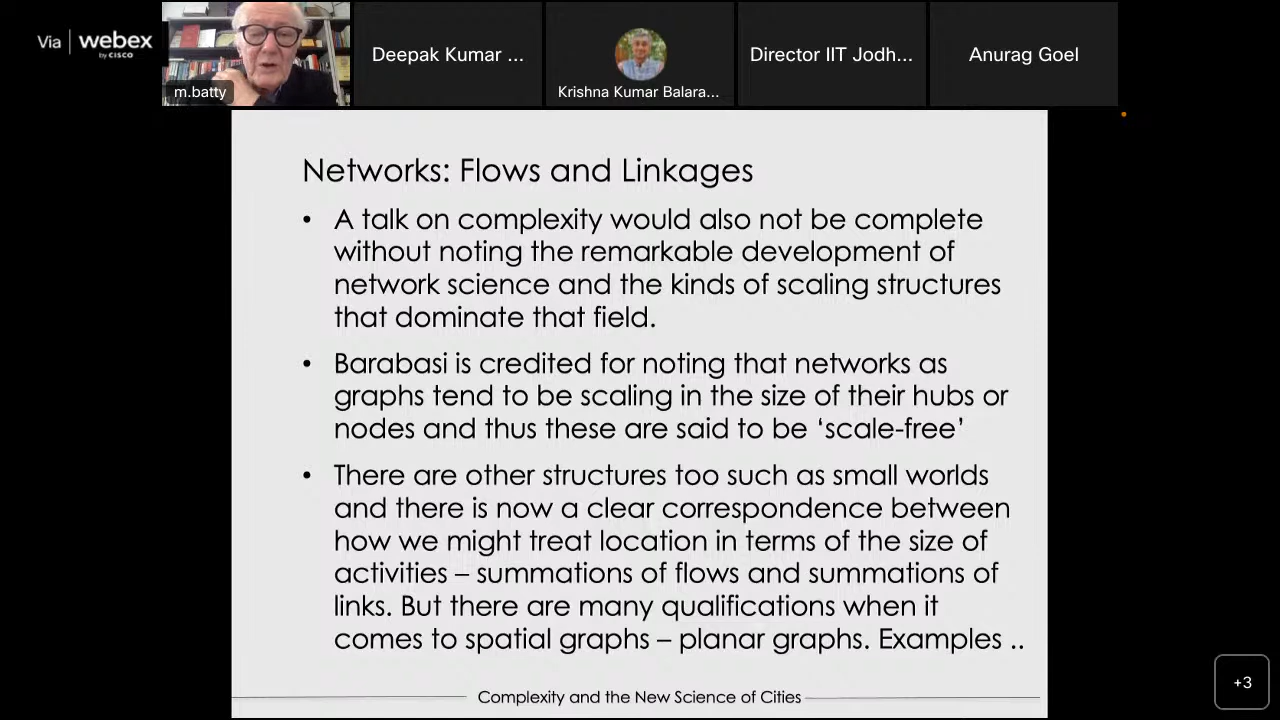 Via | webex
by CISCO
m.batty
Deepak Kumar ...
Krishna Kumar Balara...
Director IIT Jodh...
Anurag Goel
Networks: Flows and Linkages
• A talk on complexity would also not be complete
without noting the remarkable development of
network science and the kinds of scaling structures
that dominate that field.
• Barabasi is credited for noting that networks as
graphs tend to be scaling in the size of their hubs or
nodes and thus these are said to be ‘scale-free’
• There are other structures too such as small worlds
and there is now a clear correspondence between
how we might treat location in terms of the size of
activities – summations of flows and summations of
links. But there are many qualifications when it
comes to spatial graphs – planar graphs. Examples ..
Complexity and the New Science of Cities
+3